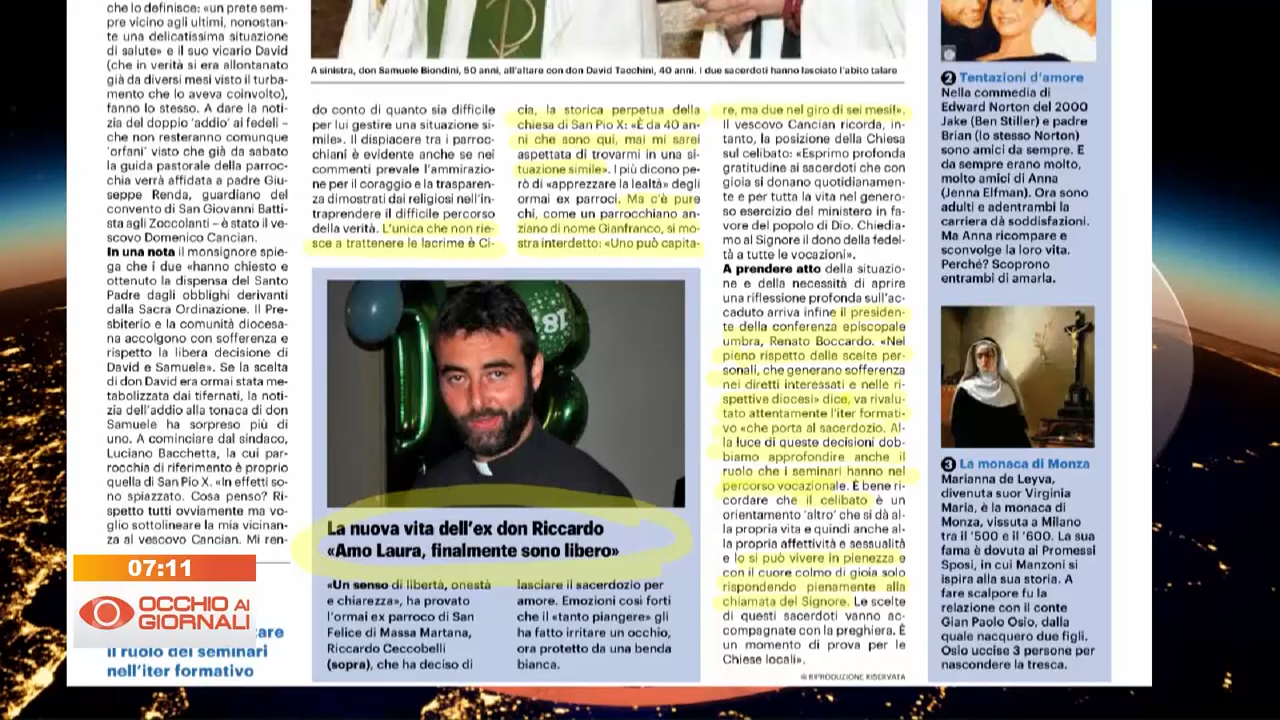 che lo definisce: «un prete sem-
pre vicino agli ultimi, nonostan-
te una delicatissima situazione
di salute» e il suo vicario David
(che in verità si era allontanato
già da diversi mesi visto il turba-
mento che lo aveva coinvolto),
fanno lo stesso. A dare la noti-
zia del doppio 'addio' ai fedeli –
che non resteranno comunque
'orfani' visto che già da sabato
la guida pastorale della parroc-
chia verrà affidata a padre Giu-
seppe Renda, guardiano del
convento di San Giovanni Batti-
sta agli Zoccolanti – è stato il ve-
scovo Domenico Cancian.
In una nota il monsignore spie-
ga che i due «hanno chiesto e
ottenuto la dispensa del Santo
Padre dagli obblighi derivanti
dalla Sacra Ordinazione. Il Pre-
sbiterio e la comunità diocesa-
na accolgono con sofferenza e
rispetto la libera decisione di
David e Samuele». Se la scelta
di don David era ormai stata me-
tabolizzata dai tifernati, la noti-
zia dell'addio alla tonaca di don
Samuele ha sorpreso più di
uno. A cominciare dal sindaco,
Luciano Bacchetta, la cui par-
rocchia di riferimento è proprio
quella di San Pio X. «In effetti so-
no spiazzato. Cosa penso? Ri-
spetto tutti ovviamente ma vo-
glio sottolineare la mia vicinan-
za al vescovo Cancian. Mi ren-
07:11
OCCHIO AI
GIORNALI
tare
il ruolo dei seminari
nell'iter formativo
A sinistra, don Samuele Biondini, 50 anni, all'altare con don David Tacchini, 40 anni. I due sacerdoti hanno lasciato l'abito talare
do conto di quanto sia difficile
per lui gestire una situazione si-
mile». Il dispiacere tra i parroc-
chiani è evidente anche se nei
commenti prevale l'ammirazio-
ne per il coraggio e la trasparen-
za dimostrati dai religiosi nell'in-
traprendere il difficile percorso
della verità. L'unica che non rie-
sce a trattenere le lacrime è Ci-
cia, la storica perpetua della
chiesa di San Pio X: «È da 40 an-
ni che sono qui, mai mi sarei
aspettata di trovarmi in una si-
tuazione simile». I più dicono pe-
rò di «apprezzare la lealtà» degli
ormai ex parroci. Ma c'è pure
chi, come un parrocchiano an-
ziano di nome Gianfranco, si mo-
stra interdetto: «Uno può capita-
re, ma due nel giro di sei mesi!».
Il vescovo Cancian ricorda, in-
tanto, la posizione della Chiesa
sul celibato: «Esprimo profonda
gratitudine ai sacerdoti che con
gioia si donano quotidianamen-
te e per tutta la vita nel genero-
so esercizio del ministero in fa-
vore del popolo di Dio. Chiedia-
mo al Signore il dono della fedel-
tà a tutte le vocazioni».
A prendere atto della situazio-
ne e della necessità di aprire
una riflessione profonda sull'ac-
caduto arriva infine il presiden-
te della conferenza episcopale
umbra, Renato Boccardo. «Nel
pieno rispetto delle scelte per-
sonali, che generano sofferenza
nei diretti interessati e nelle ri-
spettive diocesi» dice, va rivalu-
tato attentamente l'iter formati-
vo «che porta al sacerdozio. Al-
la luce di queste decisioni dob-
biamo approfondire anche il
ruolo che i seminari hanno nel
percorso vocazionale. È bene ri-
cordare che il celibato è un
orientamento 'altro' che si dà al-
la propria vita e quindi anche al-
la propria affettività e sessualità
e lo si può vivere in pienezza e
con il cuore colmo di gioia solo
rispondendo pienamente alla
chiamata del Signore. Le scelte
di questi sacerdoti vanno ac-
compagnate con la preghiera. È
un momento di prova per le
Chiese locali».
© RIPRODUZIONE RISERVATA
18
La nuova vita dell'ex don Riccardo
«Amo Laura, finalmente sono libero»
«Un senso di libertà, onestà
e chiarezza», ha provato
l'ormai ex parroco di San
Felice di Massa Martana,
Riccardo Ceccobelli
(sopra), che ha deciso di
lasciare il sacerdozio per
amore. Emozioni così forti
che il «tanto piangere» gli
ha fatto irritare un occhio,
ora protetto da una benda
bianca.
2 Tentazioni d'amore
Nella commedia di
Edward Norton del 2000
Jake (Ben Stiller) e padre
Brian (lo stesso Norton)
sono amici da sempre. E
da sempre erano molto,
molto amici di Anna
(Jenna Elfman). Ora sono
adulti e adentrambi la
carriera dà soddisfazioni.
Ma Anna ricompare e
sconvolge la loro vita.
Perché? Scoprono
entrambi di amarla.
3 La monaca di Monza
Marianna de Leyva,
divenuta suor Virginia
Maria, è la monaca di
Monza, vissuta a Milano
tra il '500 e il '600. La sua
fama è dovuta ai Promessi
Sposi, in cui Manzoni si
ispira alla sua storia. A
fare scalpore fu la
relazione con il conte
Gian Paolo Osio, dalla
quale nacquero due figli.
Osio uccise 3 persone per
nascondere la tresca.